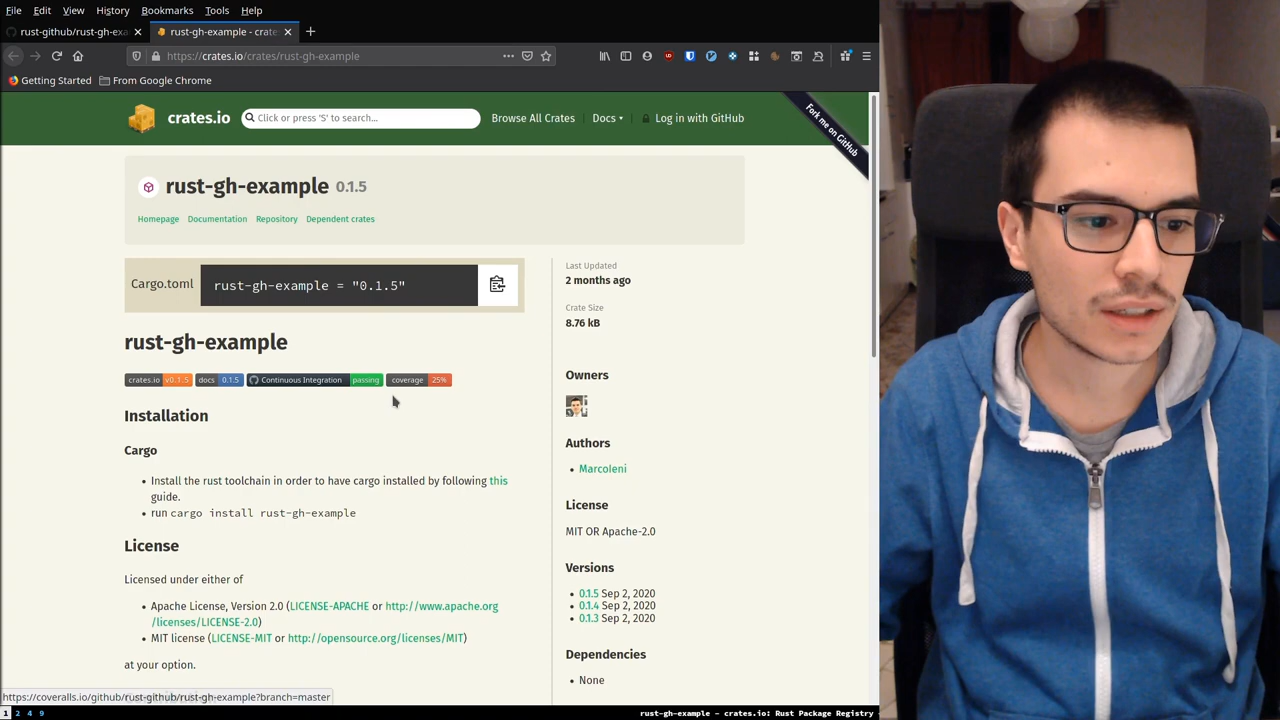 File Edit View History Bookmarks Tools Help
rust-github/rust-gh-exa
rust-gh-example - crate
https://crates.io/crates/rust-gh-example
Getting Started From Google Chrome
crates.io
Click or press 'S' to search...
Browse All Crates
Docs
Log in with GitHub
Fork me on GitHub
rust-gh-example 0.1.5
Homepage Documentation Repository Dependent crates
Cargo.toml
rust-gh-example = "0.1.5"
rust-gh-example
crates.io v0.1.5 docs 0.1.5 Continuous Integration passing coverage 25%
Installation
Cargo
• Install the rust toolchain in order to have cargo installed by following this
guide.
• run cargo install rust-gh-example
License
Licensed under either of
• Apache License, Version 2.0 (LICENSE-APACHE or http://www.apache.org
/licenses/LICENSE-2.0)
• MIT license (LICENSE-MIT or http://opensource.org/licenses/MIT)
at your option.
Last Updated
2 months ago
Crate Size
8.76 kB
Owners
Authors
• MarcoIeni
License
MIT OR Apache-2.0
Versions
• 0.1.5 Sep 2, 2020
• 0.1.4 Sep 2, 2020
• 0.1.3 Sep 2, 2020
Dependencies
• None
https://coveralls.io/github/rust-github/rust-gh-example?branch=master
1 2 4 9
rust-gh-example - crates.io: Rust Package Registry -